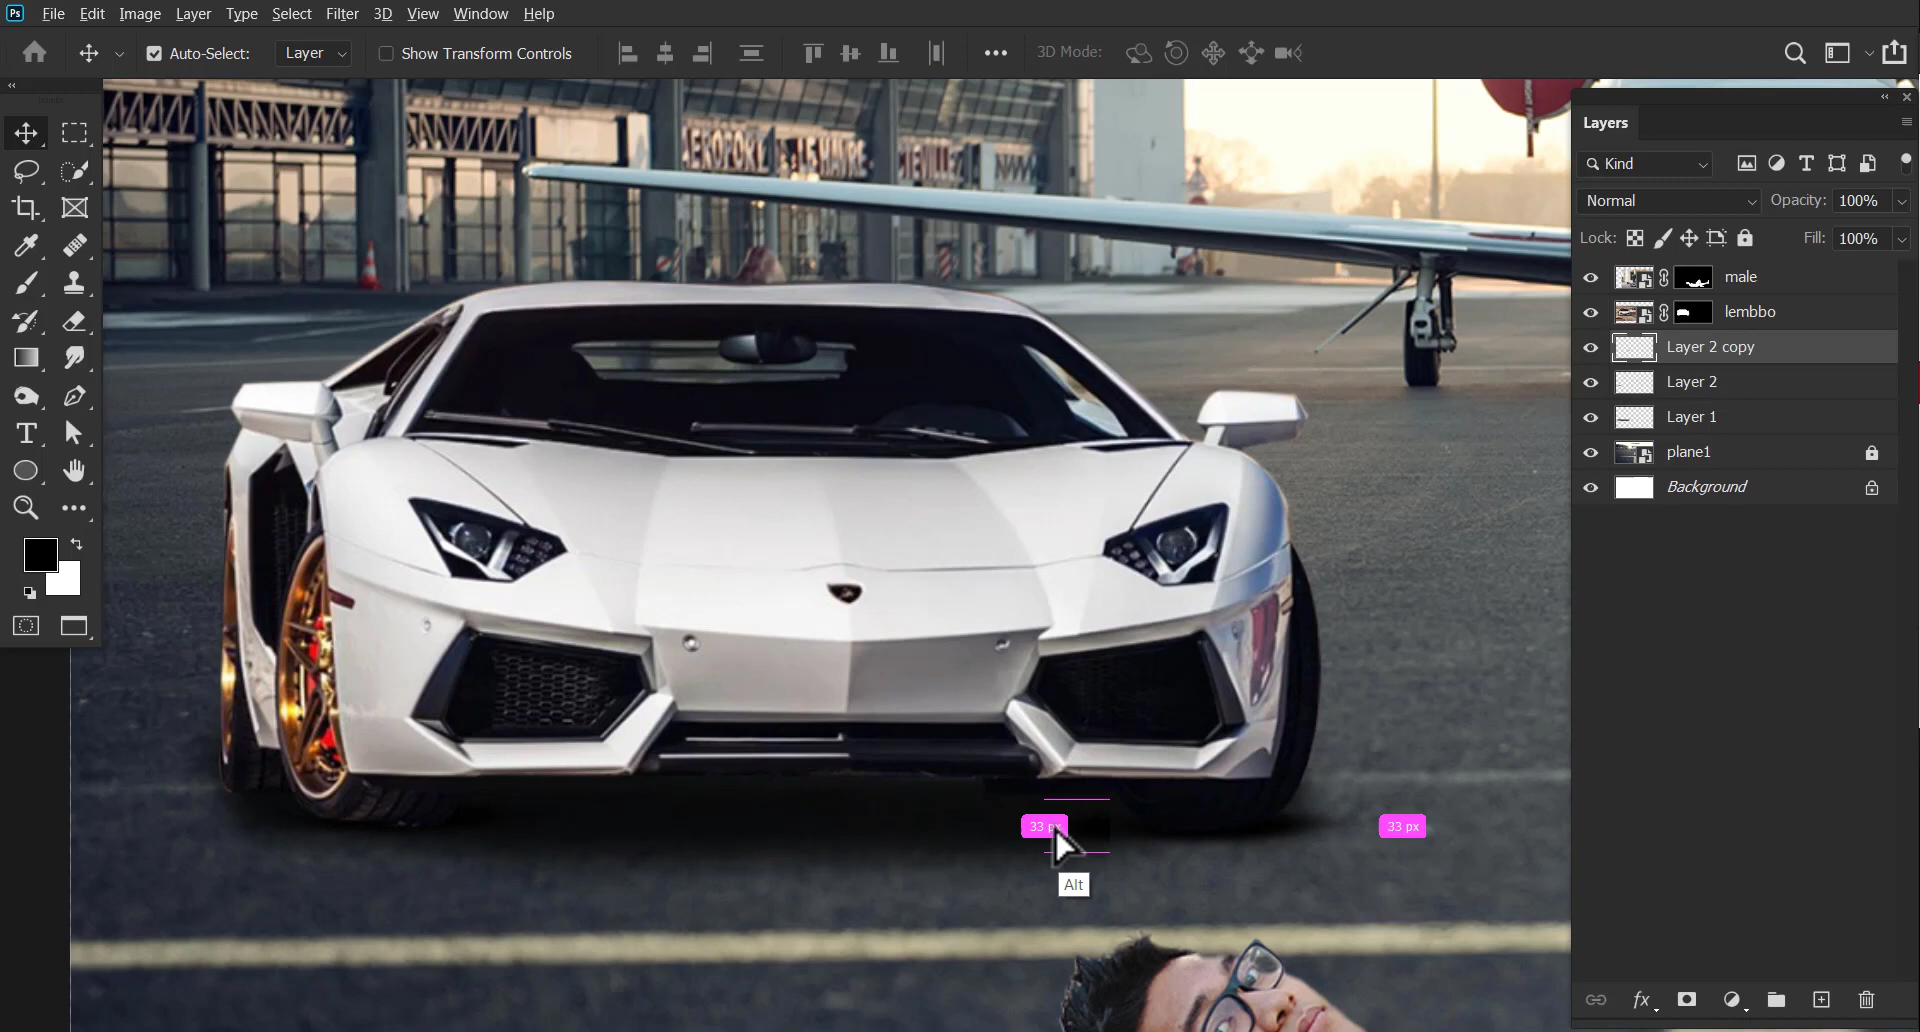 Ps File Edit Image Layer Type Select Filter 3D View Window Help
Auto-Select: Layer Show Transform Controls 3D Mode:
Layers
Kind
Normal Opacity: 100%
Lock: Fill: 100%
male
lembbo
Layer 2 copy
Layer 2
Layer 1
plane1
Background
33 px 33 px
Alt
fx